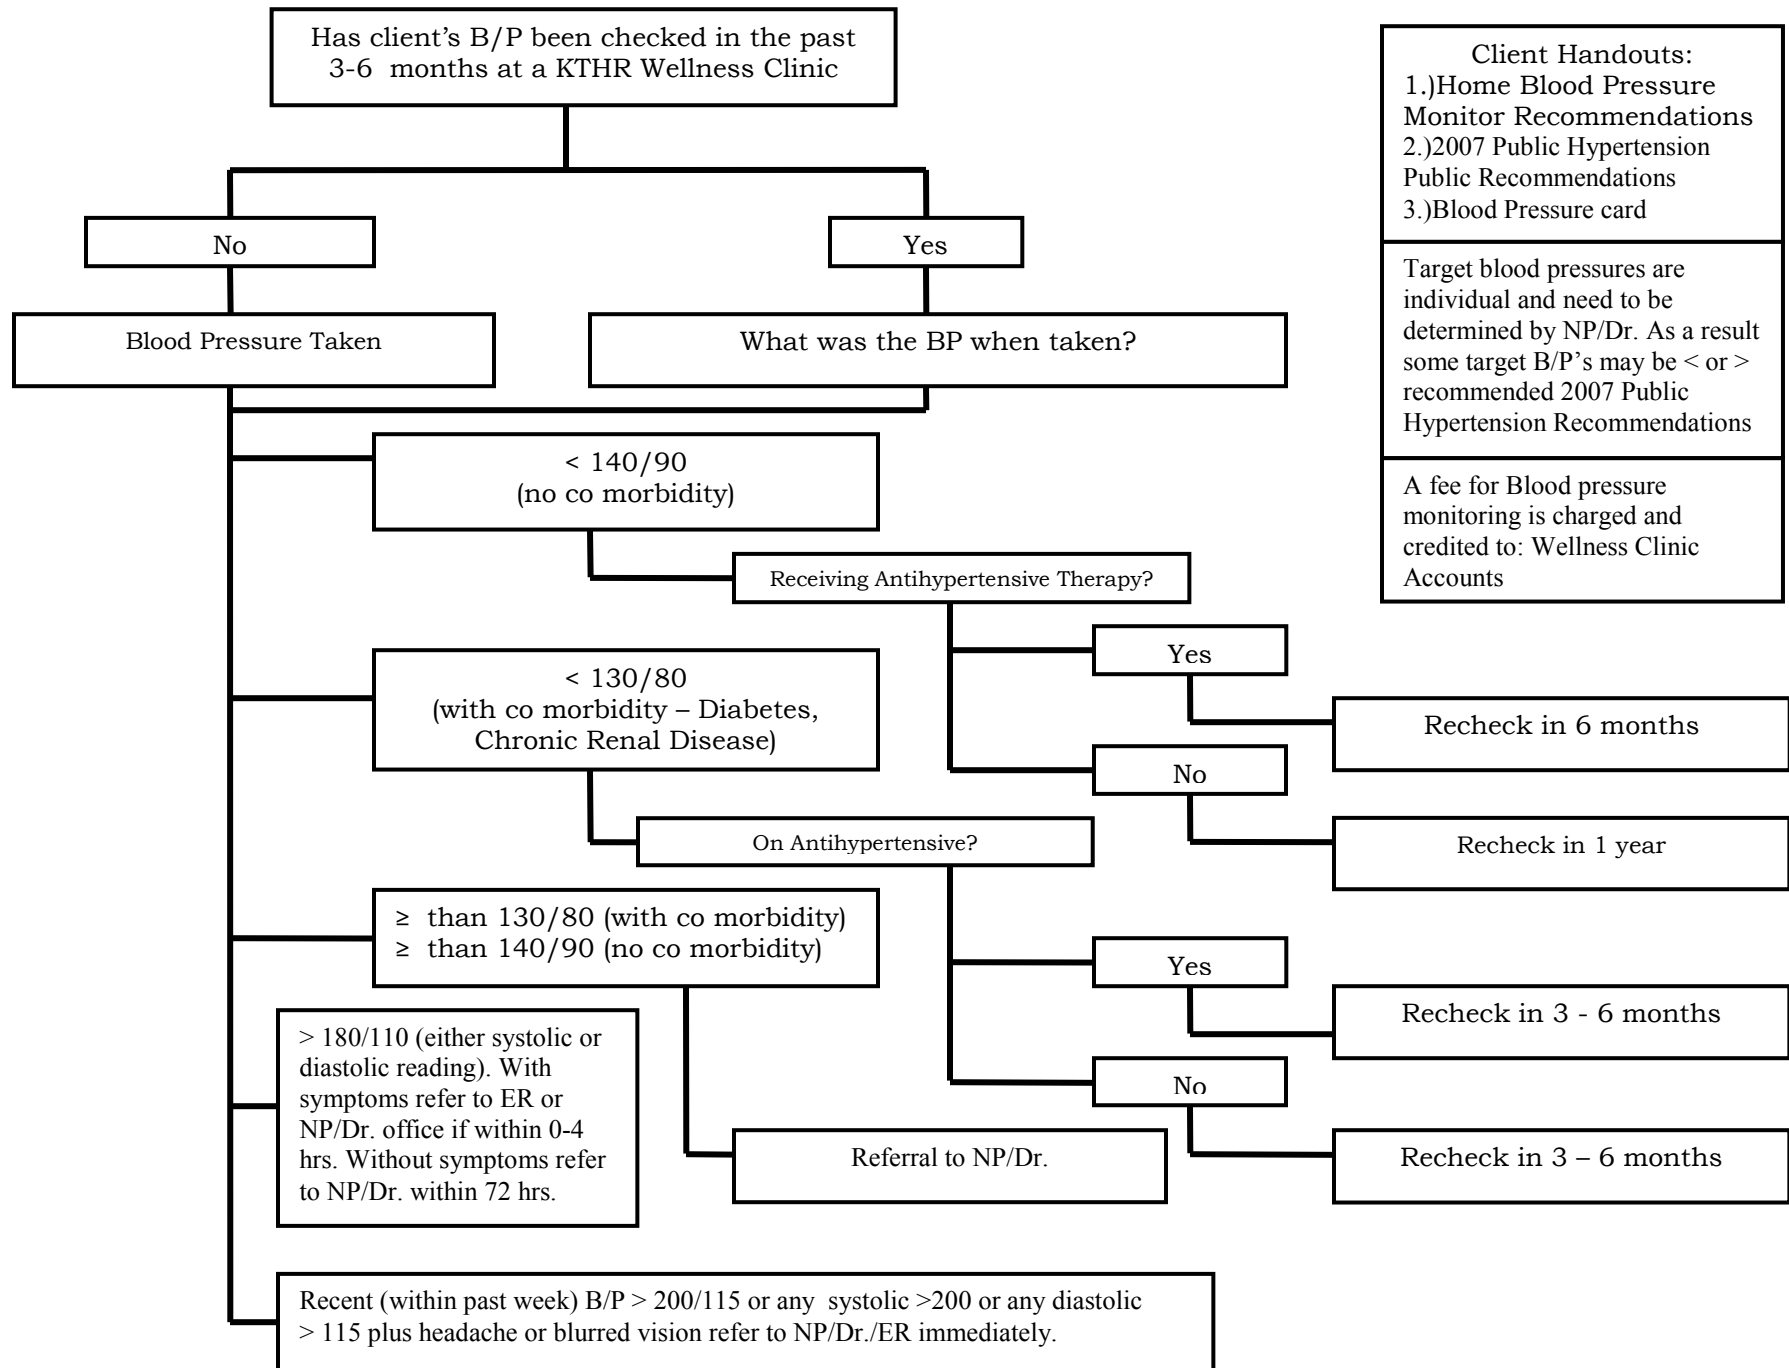 Has client’s B/P been checked in the past
3-6 months at a KTHR Wellness Clinic
No
Yes
Blood Pressure Taken
What was the BP when taken?
< 140/90
(no co morbidity)
Receiving Antihypertensive Therapy?
Yes
Recheck in 6 months
No
Recheck in 1 year
< 130/80
(with co morbidity – Diabetes,
Chronic Renal Disease)
On Antihypertensive?
Yes
Recheck in 3 - 6 months
No
Recheck in 3 – 6 months
≥ than 130/80 (with co morbidity)
≥ than 140/90 (no co morbidity)
Referral to NP/Dr.
> 180/110 (either systolic or
diastolic reading). With
symptoms refer to ER or
NP/Dr. office if within 0-4
hrs. Without symptoms refer
to NP/Dr. within 72 hrs.
Recent (within past week) B/P > 200/115 or any systolic >200 or any diastolic
> 115 plus headache or blurred vision refer to NP/Dr./ER immediately.
Client Handouts:
1.)Home Blood Pressure
Monitor Recommendations
2.)2007 Public Hypertension
Public Recommendations
3.)Blood Pressure card
Target blood pressures are
individual and need to be
determined by NP/Dr. As a result
some target B/P’s may be < or >
recommended 2007 Public
Hypertension Recommendations
A fee for Blood pressure
monitoring is charged and
credited to: Wellness Clinic
Accounts